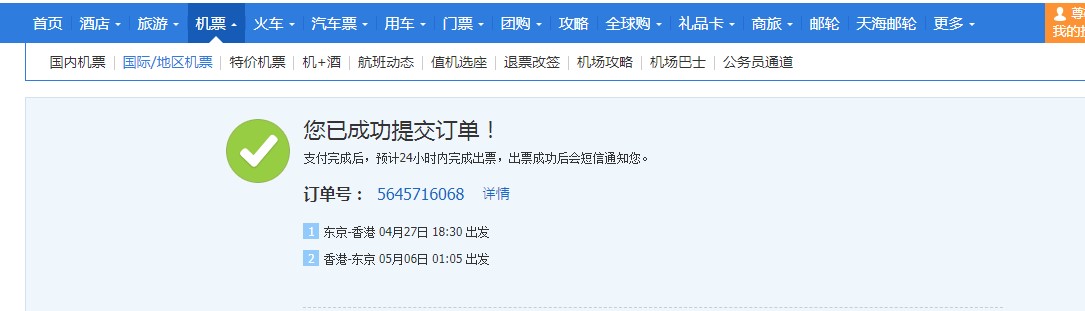 首页 酒店 旅游 机票 火车 汽车票 用车 门票 团购 攻略 全球购 礼品卡 商旅 邮轮 天海邮轮 更多
我的
国内机票 国际/地区机票 特价机票 机+酒 航班动态 值机选座 退票改签 机场攻略 机场巴士 公务员通道
您已成功提交订单！
支付完成后，预计24小时内完成出票，出票成功后会短信通知您。
订单号： 5645716068 详情
1 东京-香港 04月27日 18:30 出发
2 香港-东京 05月06日 01:05 出发